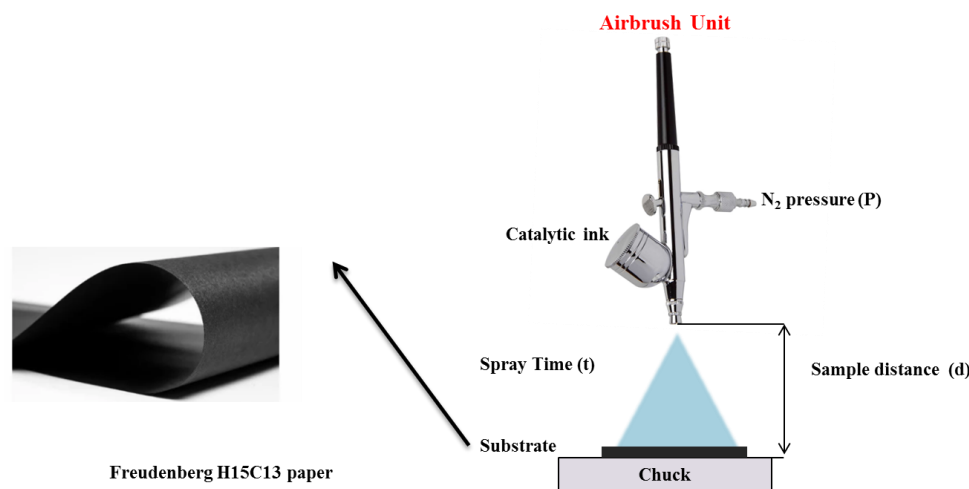 Airbrush Unit
N₂ pressure (P)
Catalytic ink
Spray Time (t)
Sample distance (d)
Substrate
Freudenberg H15C13 paper
Chuck